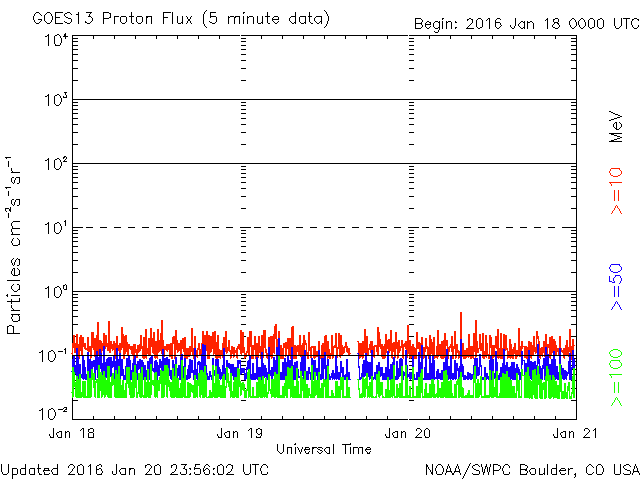 GOES13 Proton Flux (5 minute data)
Begin: 2016 Jan 18 0000 UTC
10⁴
10³
10²
10¹
10⁰
10⁻¹
10⁻²
Particles cm⁻²s⁻¹sr⁻¹
MeV
>=10
>=50
>=100
Jan 18
Jan 19
Jan 20
Jan 21
Universal Time
Updated 2016 Jan 20 23:56:02 UTC
NOAA/SWPC Boulder, CO USA